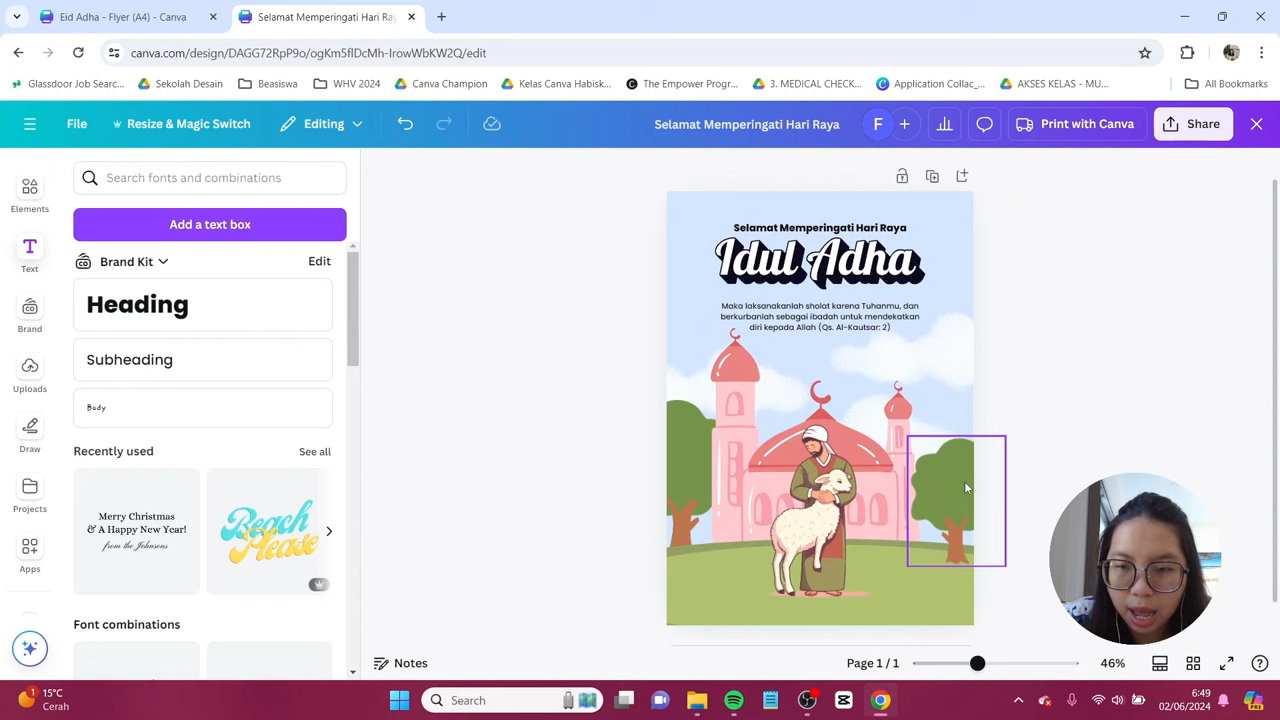 Eid Adha - Flyer (A4) - Canva
Selamat Memperingati Hari Ray
canva.com/design/DAGG72RpP9o/ogKm5flDcMh-IrowWbKW2Q/edit
Glassdoor Job Searc...
Sekolah Desain
Beasiswa
WHV 2024
Canva Champion
Kelas Canva Habisk...
The Empower Progr...
3. MEDICAL CHECK...
Application Collac_...
AKSES KELAS - MU...
All Bookmarks
File
Resize & Magic Switch
Editing
Selamat Memperingati Hari Raya
F
Print with Canva
Share
Elements
Text
Brand
Uploads
Draw
Projects
Apps
Search fonts and combinations
Add a text box
Brand Kit
Edit
Heading
Subheading
Body
Recently used
See all
Merry Christmas
& A Happy New Year!
from the Johnsons
Beach
Please
Font combinations
Selamat Memperingati Hari Raya
Idul Adha
Maka laksanakanlah sholat karena Tuhanmu, dan
berkurbanlah sebagai ibadah untuk mendekatkan
diri kepada Allah (Qs. Al-Kautsar: 2)
Notes
Page 1 / 1
46%
1
15°C
Cerah
Search
6:49
02/06/2024